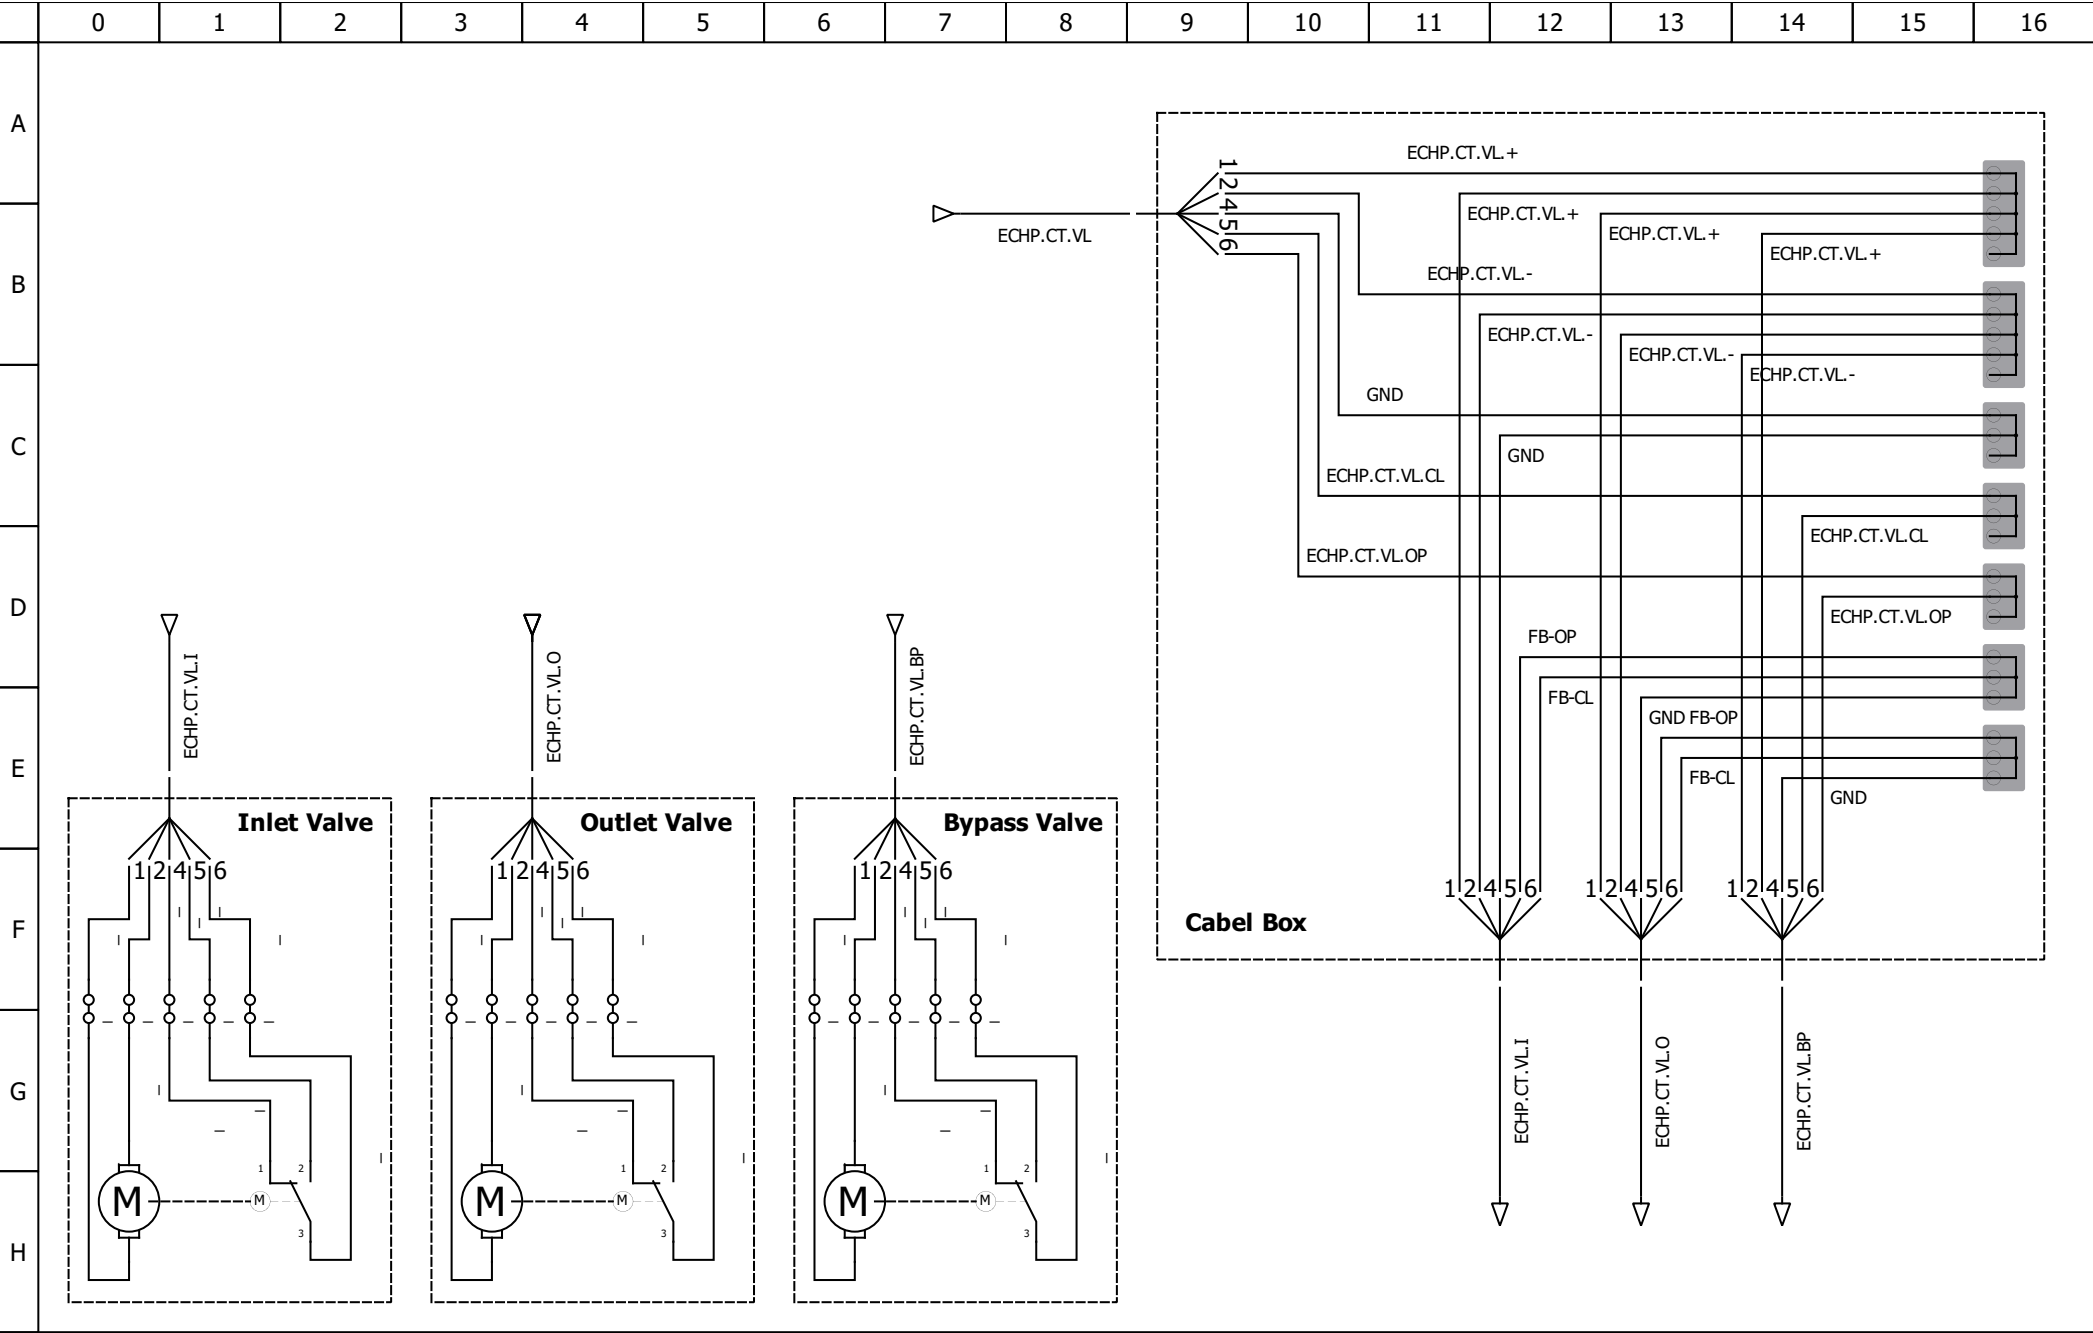 0 1 2 3 4 5 6 7 8 9 10 11 12 13 14 15 16
A
B
C
D
E
F
G
H
ECHP.CT.VL
1
2
4
5
6
ECHP.CT.VL.+
ECHP.CT.VL.+
ECHP.CT.VL.+
ECHP.CT.VL.+
ECHP.CT.VL.-
ECHP.CT.VL.-
ECHP.CT.VL.-
ECHP.CT.VL.-
GND
GND
ECHP.CT.VL.CL
ECHP.CT.VL.CL
ECHP.CT.VL.OP
ECHP.CT.VL.OP
FB-OP
FB-CL
GND FB-OP
FB-CL
GND
1 2 4 5 6
1 2 4 5 6
1 2 4 5 6
Cabel Box
ECHP.CT.VL.I
ECHP.CT.VL.O
ECHP.CT.VL.BP
ECHP.CT.VL.I
Inlet Valve
1 2 4 5 6
1 2
M M
3
ECHP.CT.VL.O
Outlet Valve
1 2 4 5 6
1 2
M M
3
ECHP.CT.VL.BP
Bypass Valve
1 2 4 5 6
1 2
M M
3